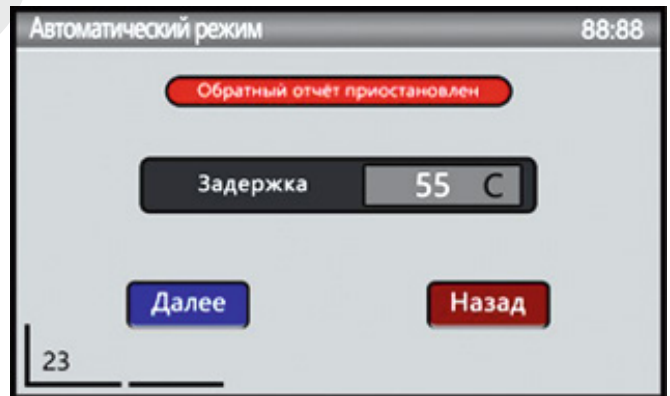 Автоматический режим 88:88
Обратный отчёт приостановлен
Задержка 55 С
Далее Назад
23